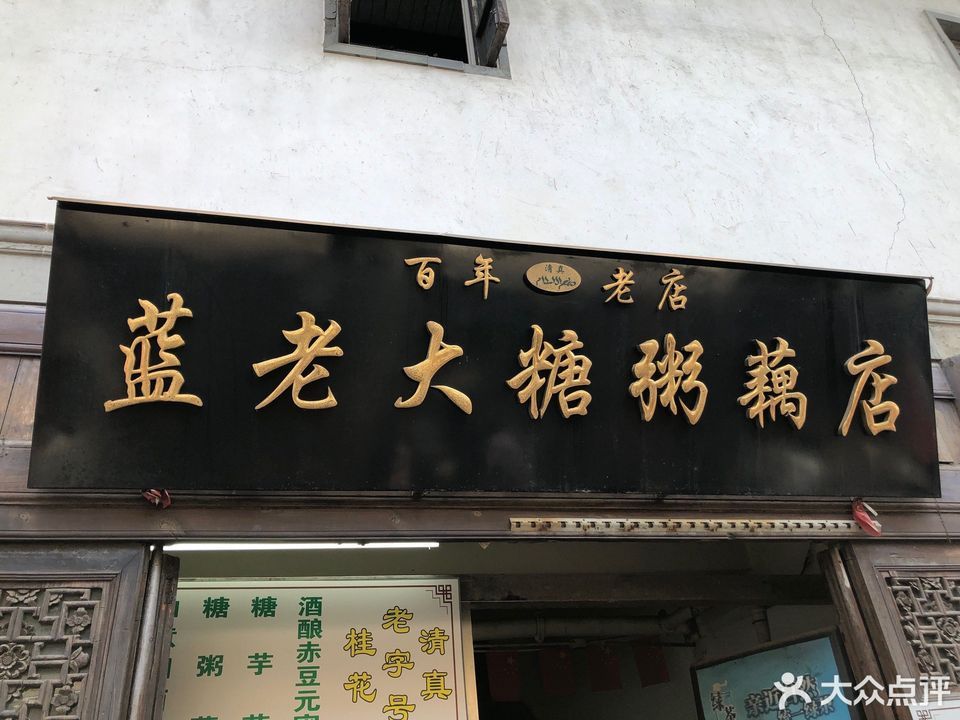 百年 清真 老店
蓝老大糖粥藕店
清真
老字号
桂花
酒酿赤豆元宵
糖芋
糖粥
大众点评